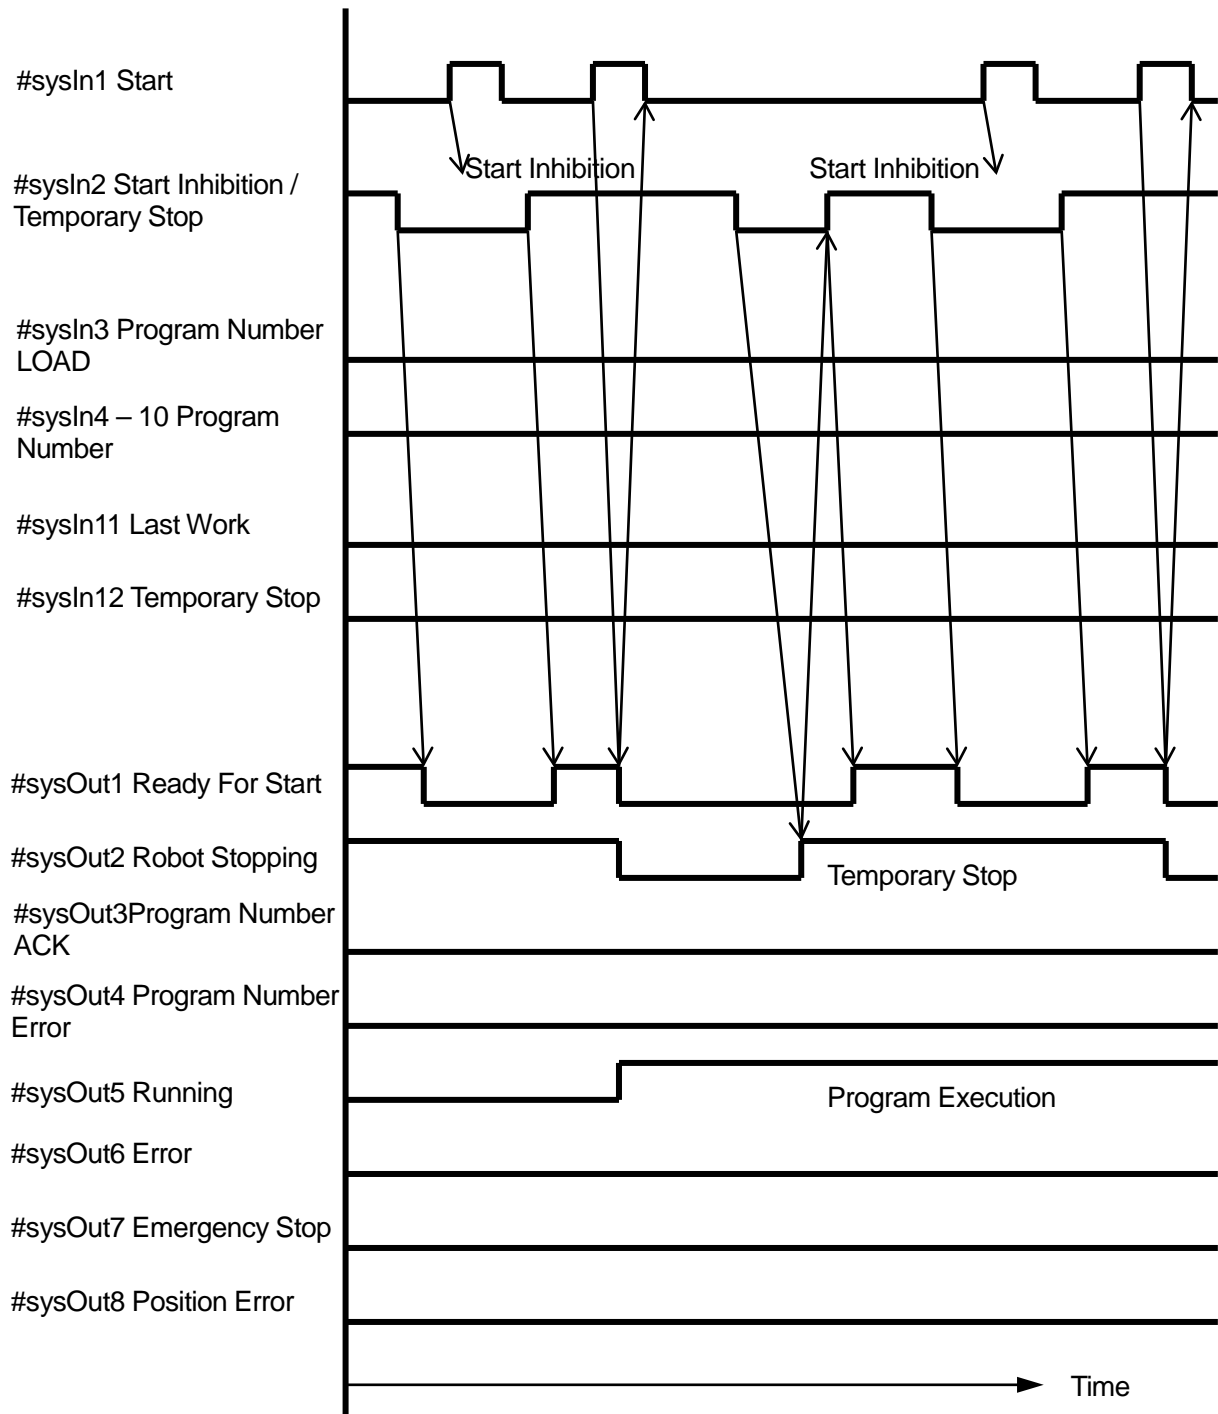 #sysIn1 Start
Start Inhibition
Start Inhibition
#sysIn2 Start Inhibition /
Temporary Stop
#sysIn3 Program Number
LOAD
#sysIn4 – 10 Program
Number
#sysIn11 Last Work
#sysIn12 Temporary Stop
#sysOut1 Ready For Start
#sysOut2 Robot Stopping
Temporary Stop
#sysOut3Program Number
ACK
#sysOut4 Program Number
Error
#sysOut5 Running
Program Execution
#sysOut6 Error
#sysOut7 Emergency Stop
#sysOut8 Position Error
Time